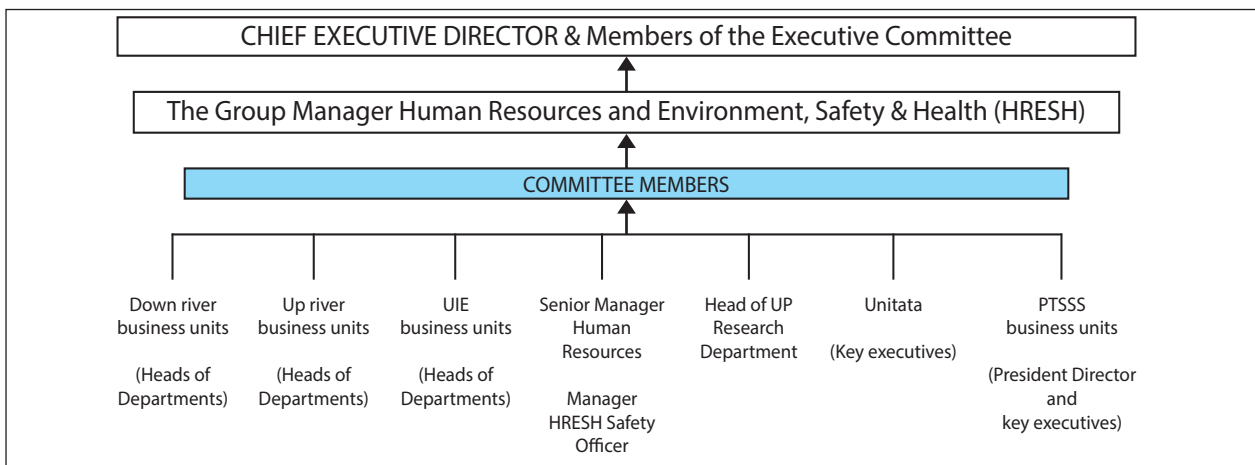 CHIEF EXECUTIVE DIRECTOR & Members of the Executive Committee
The Group Manager Human Resources and Environment, Safety & Health (HRESH)
COMMITTEE MEMBERS
Down river
business units
(Heads of
Departments)
Up river
business units
(Heads of
Departments)
UIE
business units
(Heads of
Departments)
Senior Manager
Human
Resources
Manager
HRESH Safety
Officer
Head of UP
Research
Department
Unitata
(Key executives)
PTSSS
business units
(President Director
and
key executives)